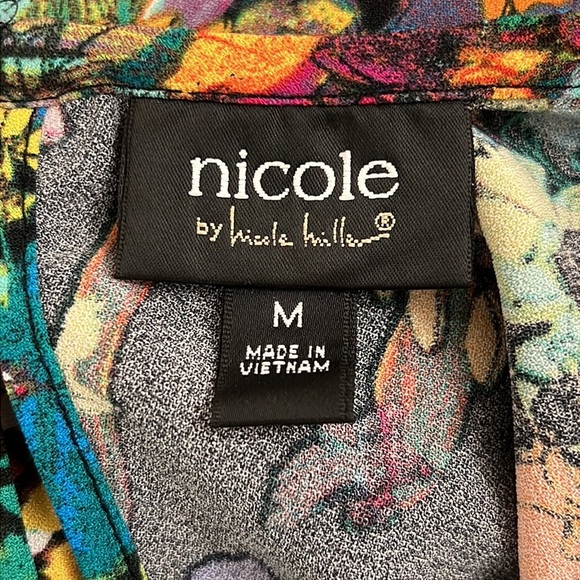 nicole
by nicole miller®
M
MADE IN
VIETNAM